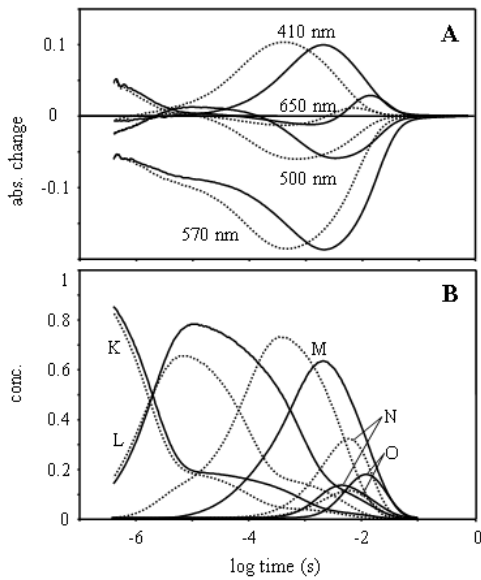 A
0.1
0
-0.1
abs. change
410 nm
650 nm
500 nm
570 nm
B
1
0.8
0.6
0.4
0.2
0
conc.
K
L
M
N
O
-6
-4
-2
0
log time (s)